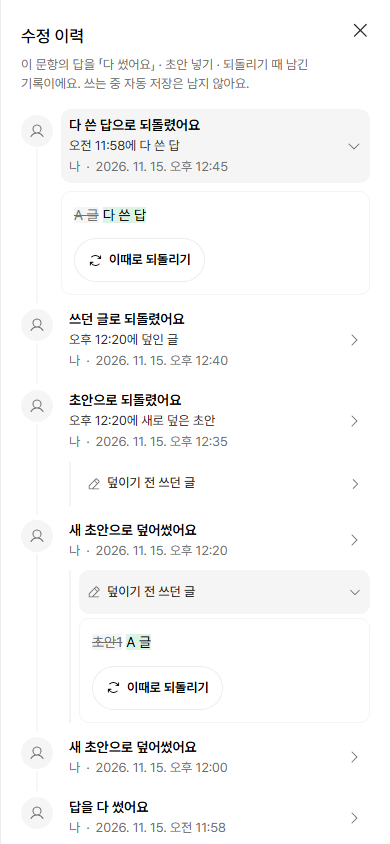 수정 이력
이 문항의 답을 「다 썼어요」 · 초안 넣기 · 되돌리기 때 남긴
기록이에요. 쓰는 중 자동 저장은 남지 않아요.
다 쓴 답으로 되돌렸어요
오전 11:58에 다 쓴 답
나 · 2026. 11. 15. 오후 12:45
A 글 다 쓴 답
이때로 되돌리기
쓰던 글로 되돌렸어요
오후 12:20에 덮인 글
나 · 2026. 11. 15. 오후 12:40
초안으로 되돌렸어요
오후 12:20에 새로 덮은 초안
나 · 2026. 11. 15. 오후 12:35
덮이기 전 쓰던 글
새 초안으로 덮어썼어요
나 · 2026. 11. 15. 오후 12:20
덮이기 전 쓰던 글
초안1 A 글
이때로 되돌리기
새 초안으로 덮어썼어요
나 · 2026. 11. 15. 오후 12:00
답을 다 썼어요
나 · 2026. 11. 15. 오전 11:58